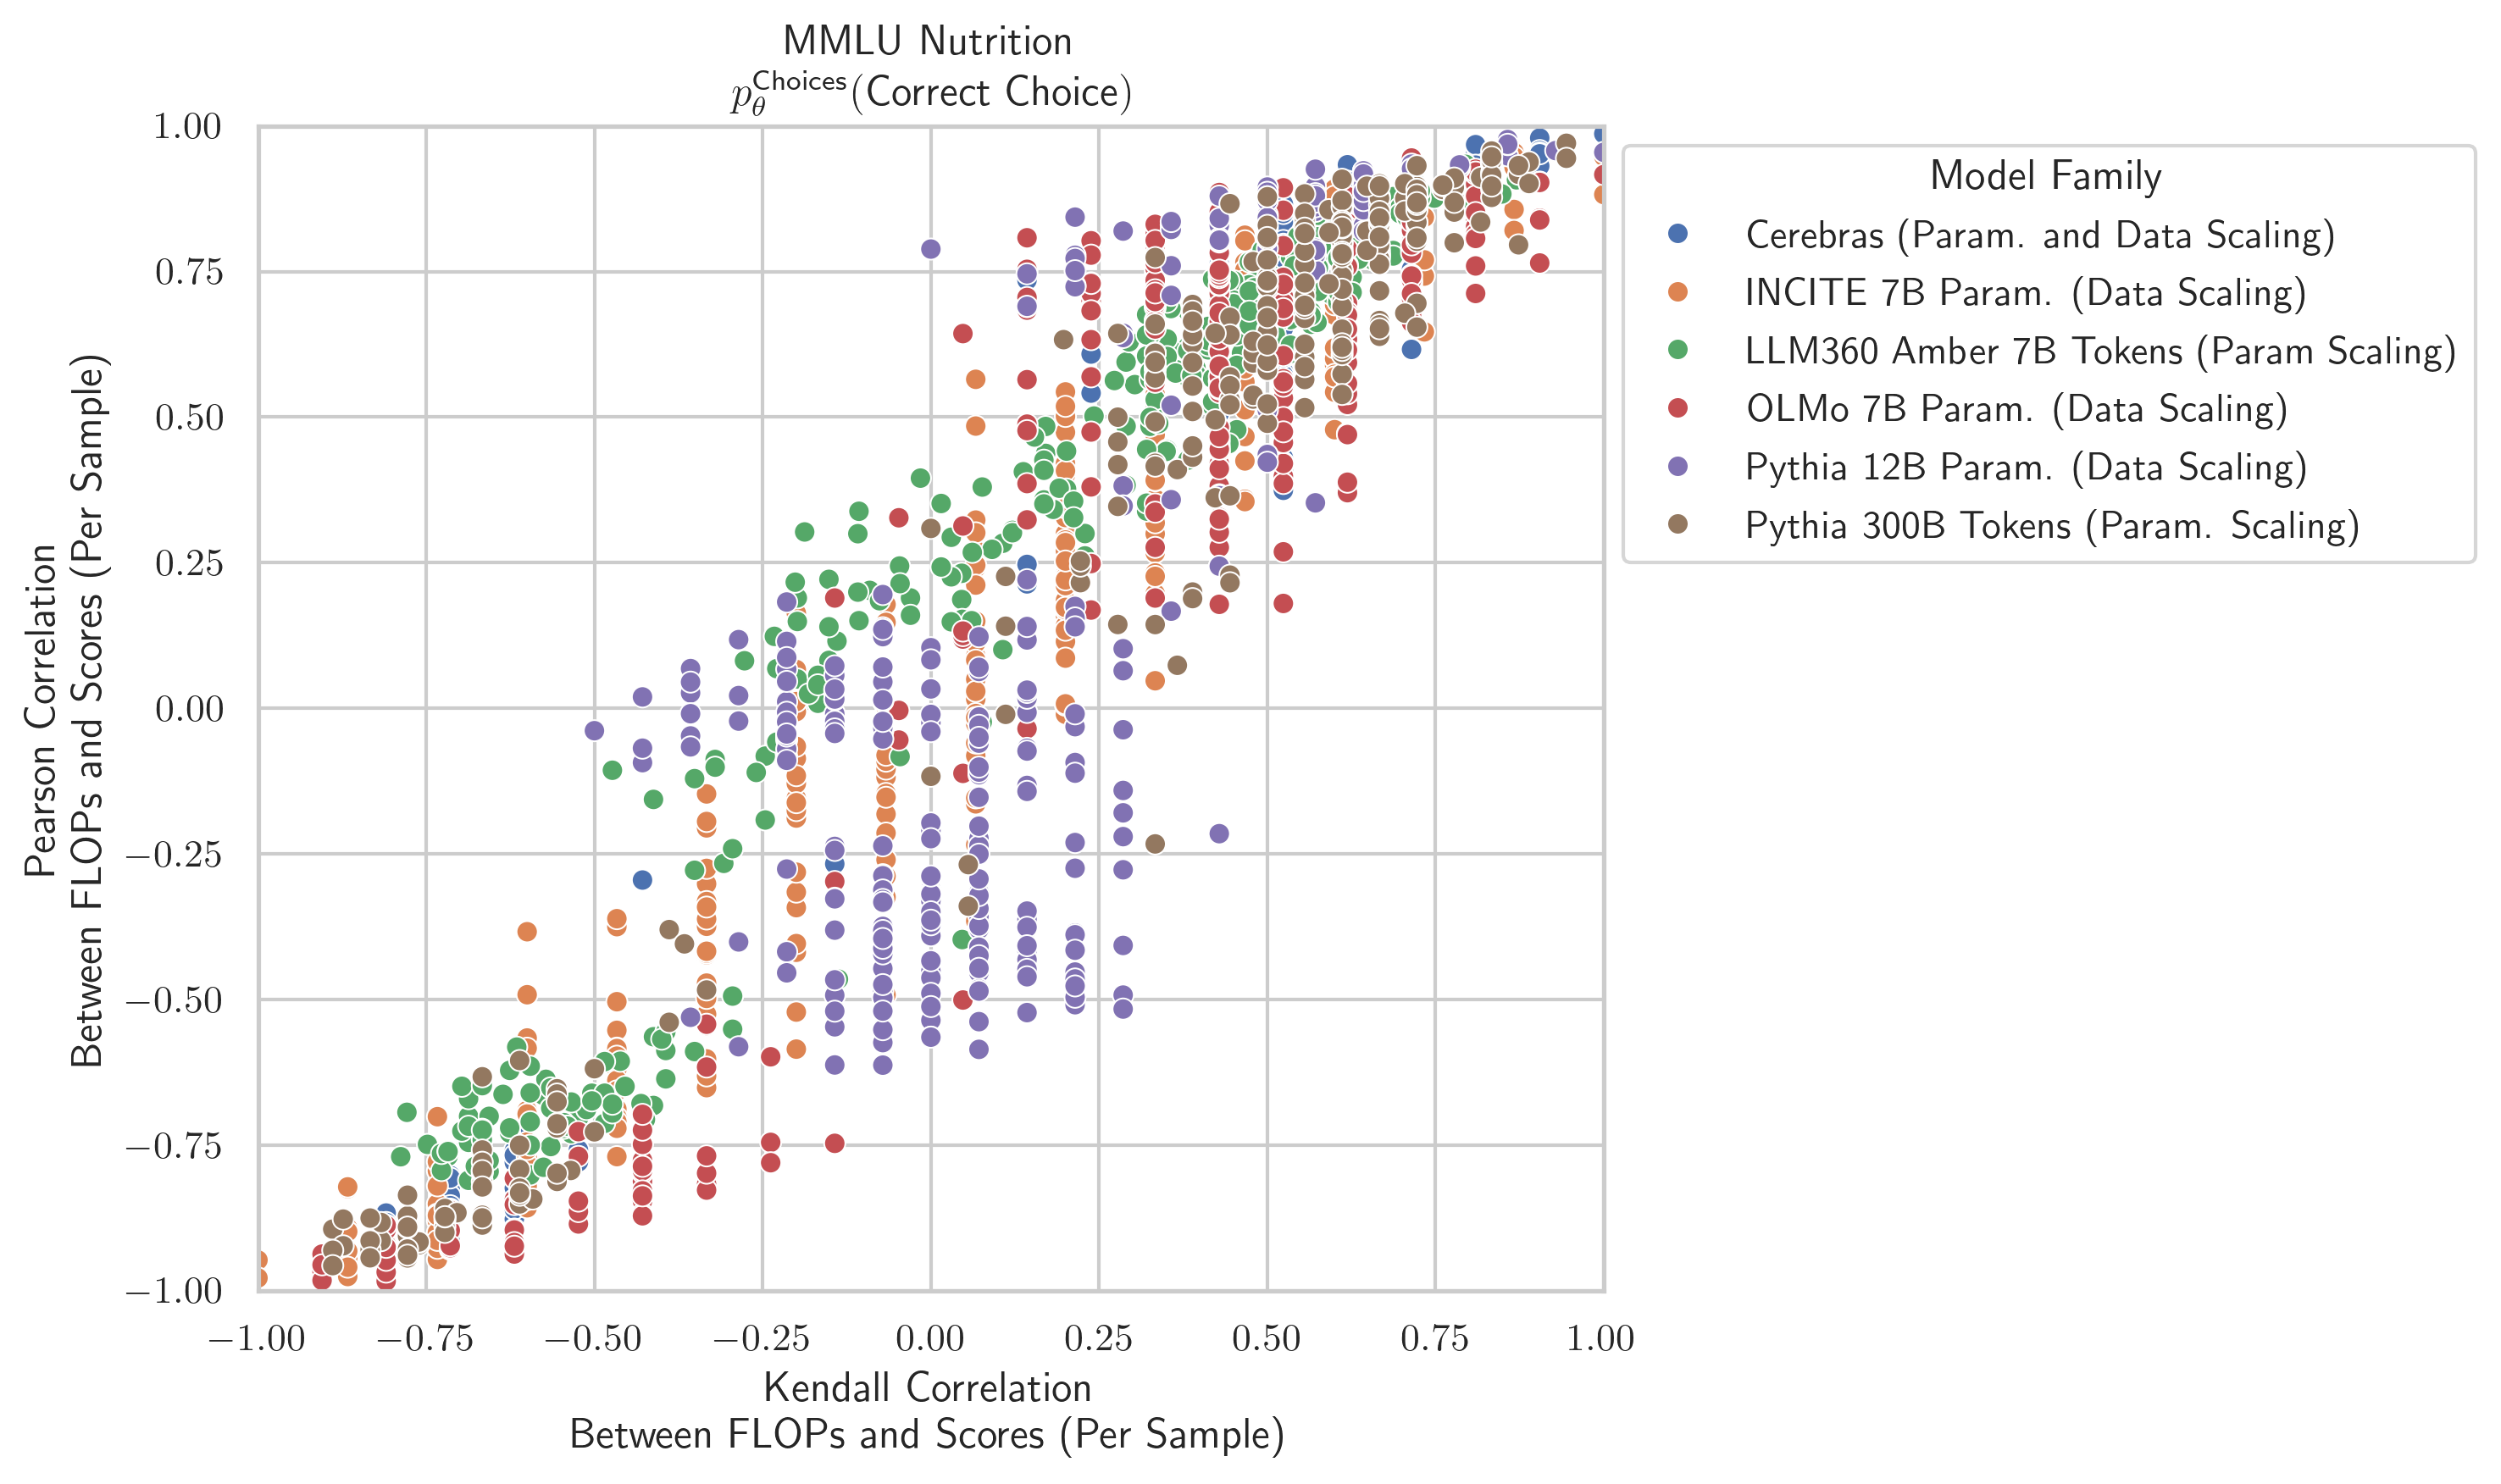 MMLU Nutrition
p_θ^Choices(Correct Choice)
1.00
0.75
0.50
0.25
0.00
−0.25
−0.50
−0.75
−1.00
Pearson Correlation
Between FLOPs and Scores (Per Sample)
−1.00 −0.75 −0.50 −0.25 0.00 0.25 0.50 0.75 1.00
Kendall Correlation
Between FLOPs and Scores (Per Sample)
Model Family
Cerebras (Param. and Data Scaling)
INCITE 7B Param. (Data Scaling)
LLM360 Amber 7B Tokens (Param Scaling)
OLMo 7B Param. (Data Scaling)
Pythia 12B Param. (Data Scaling)
Pythia 300B Tokens (Param. Scaling)